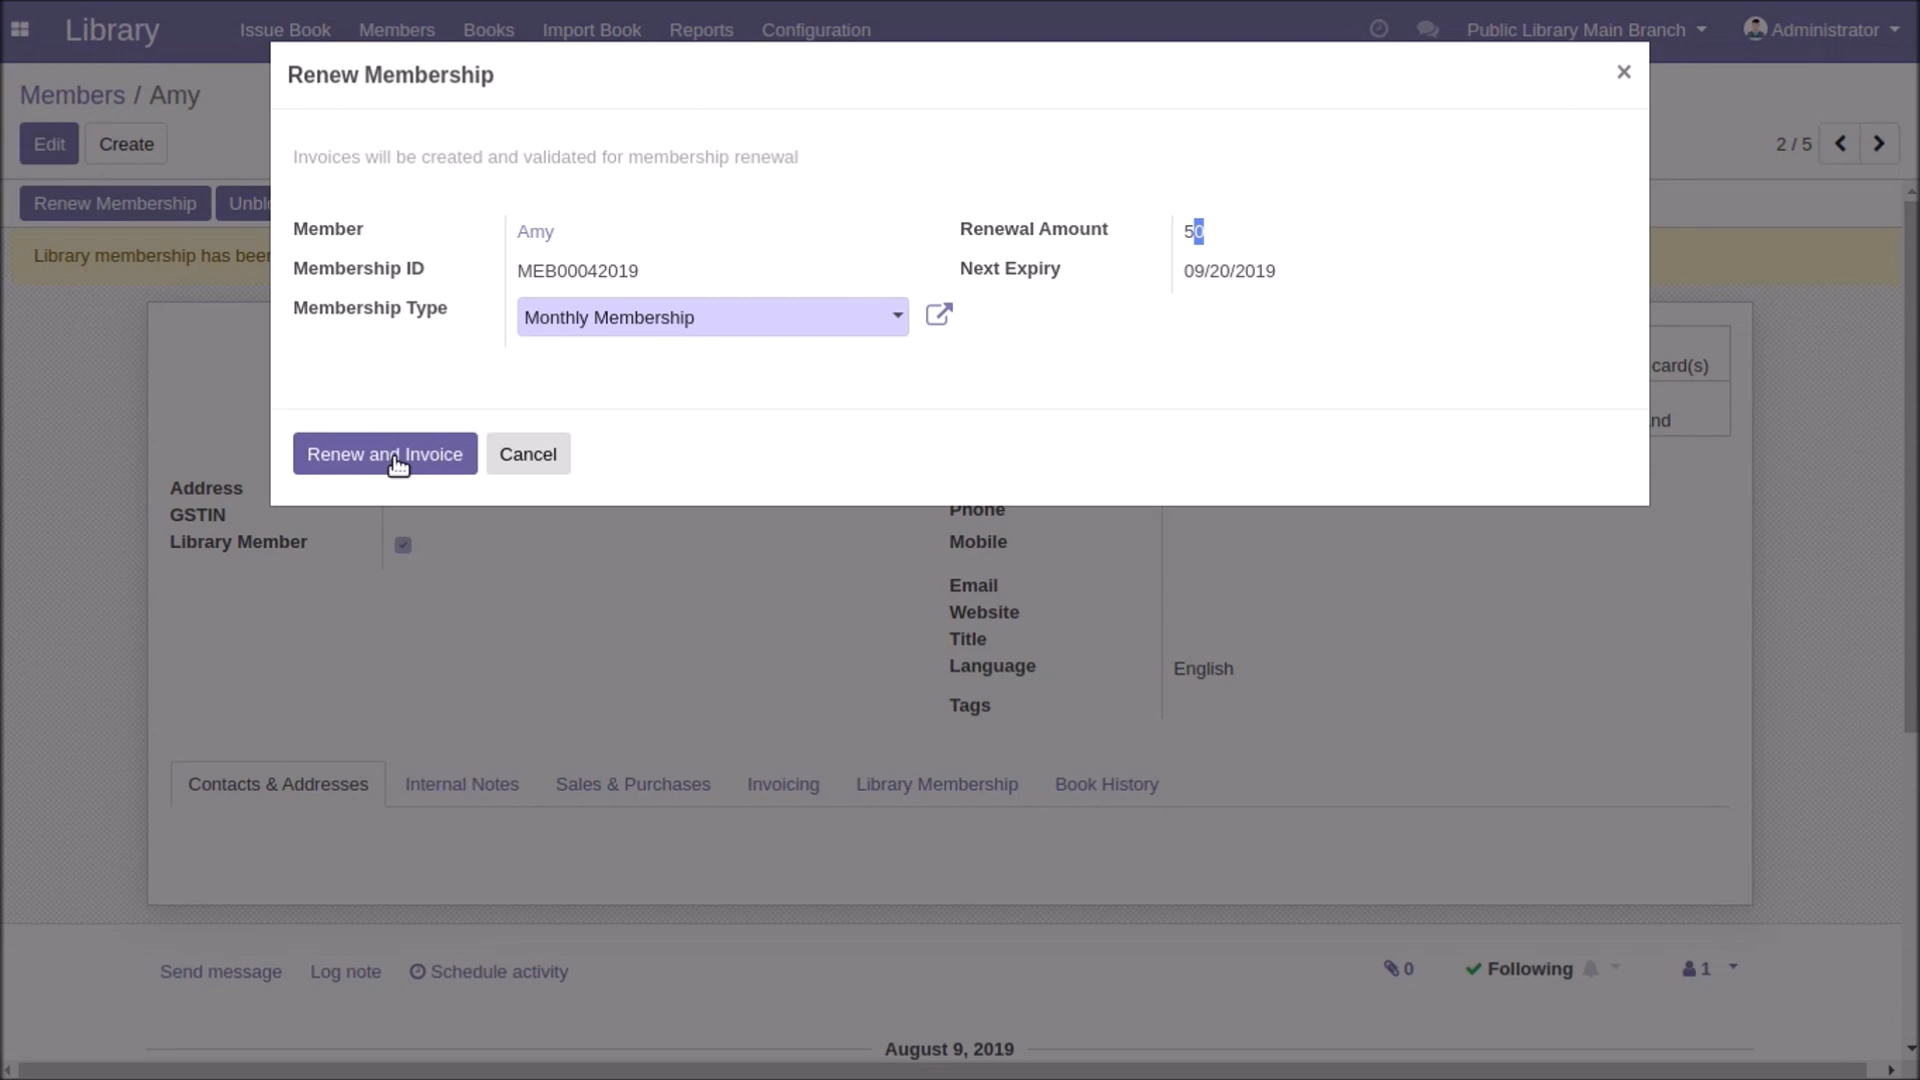 Library Issue Book Members Books Import Book Reports Configuration Public Library Main Branch Administrator
Members / Amy
Edit Create 2 / 5
Renew Membership
Library membership has been
Renew Membership ×
Invoices will be created and validated for membership renewal
Member Amy Renewal Amount 50
Membership ID MEB00042019 Next Expiry 09/20/2019
Membership Type Monthly Membership
card(s)
Renew and Invoice Cancel
Address
GSTIN Phone
Library Member Mobile
Email
Website
Title
Language English
Tags
Contacts & Addresses Internal Notes Sales & Purchases Invoicing Library Membership Book History
Send message Log note Schedule activity 0 Following 1
August 9, 2019